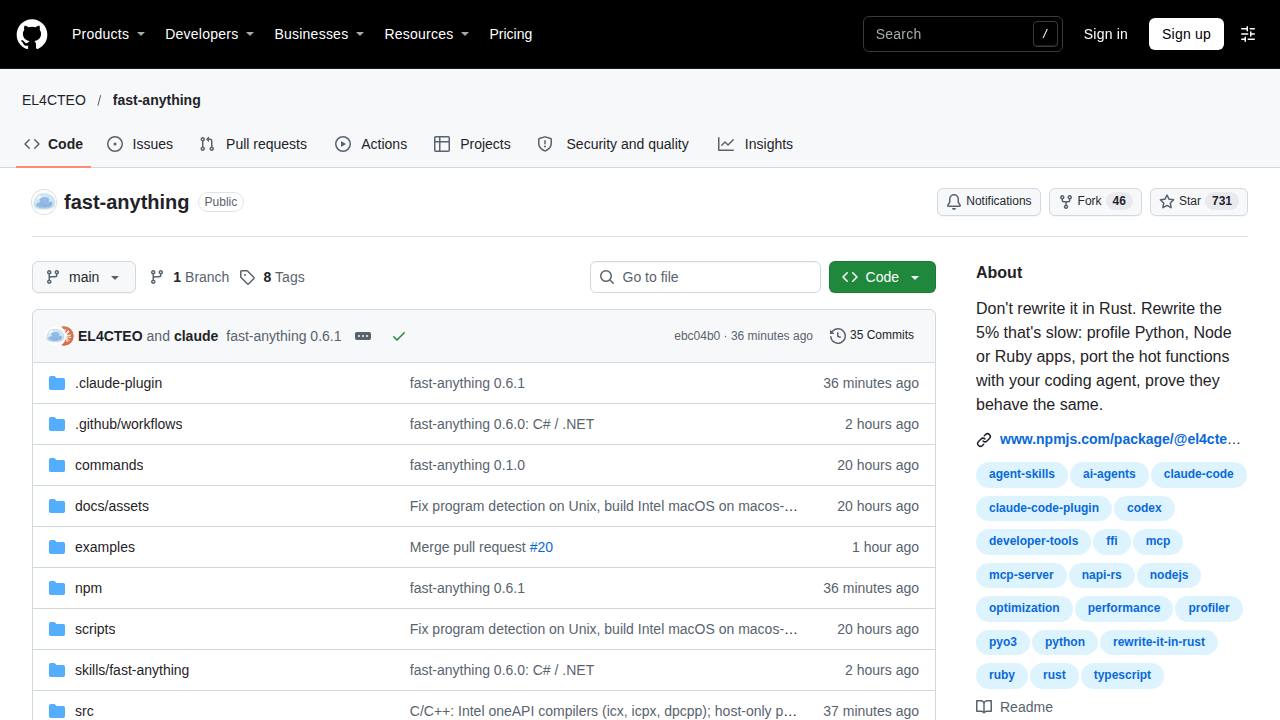 Products Developers Businesses Resources Pricing Search / Sign in Sign up
EL4CTEO / fast-anything
Code Issues Pull requests Actions Projects Security and quality Insights
fast-anything Public Notifications Fork 46 Star 731
main 1 Branch 8 Tags Go to file Code
EL4CTEO and claude fast-anything 0.6.1 ebc04b0 · 36 minutes ago 35 Commits
.claude-plugin fast-anything 0.6.1 36 minutes ago
.github/workflows fast-anything 0.6.0: C# / .NET 2 hours ago
commands fast-anything 0.1.0 20 hours ago
docs/assets Fix program detection on Unix, build Intel macOS on macos-… 20 hours ago
examples Merge pull request #20 1 hour ago
npm fast-anything 0.6.1 36 minutes ago
scripts Fix program detection on Unix, build Intel macOS on macos-… 20 hours ago
skills/fast-anything fast-anything 0.6.0: C# / .NET 2 hours ago
src C/C++: Intel oneAPI compilers (icx, icpx, dpcpp); host-only p… 37 minutes ago
About
Don't rewrite it in Rust. Rewrite the
5% that's slow: profile Python, Node
or Ruby apps, port the hot functions
with your coding agent, prove they
behave the same.
www.npmjs.com/package/@el4cte…
agent-skills ai-agents claude-code
claude-code-plugin codex
developer-tools ffi mcp
mcp-server napi-rs nodejs
optimization performance profiler
pyo3 python rewrite-it-in-rust
ruby rust typescript
Readme